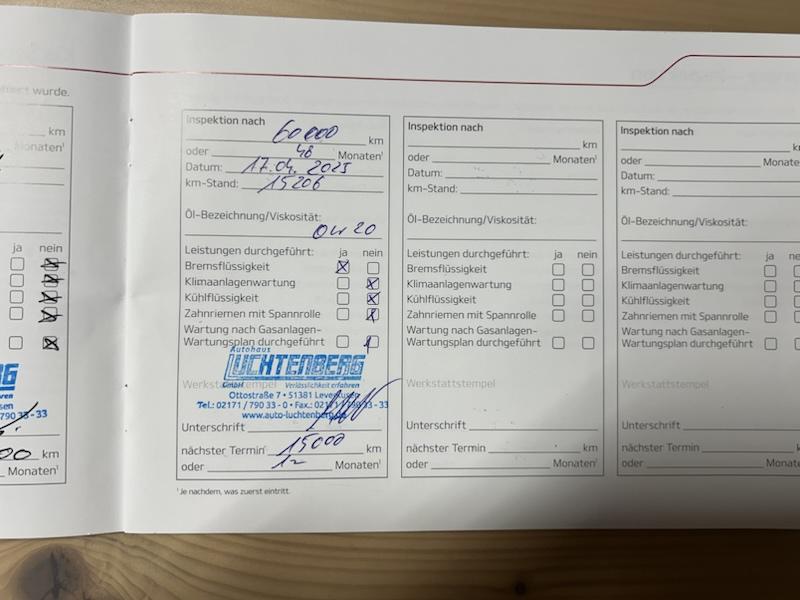 wurde.
km
Monaten¹
ja nein
33-33
km
Monaten¹
Inspektion nach 60000 km
oder 48 Monaten¹
Datum: 17.04.2025
km-Stand: 15206
Öl-Bezeichnung/Viskosität:
0W20
Leistungen durchgeführt: ja nein
Bremsflüssigkeit
Klimaanlagenwartung
Kühlflüssigkeit
Zahnriemen mit Spannrolle
Wartung nach Gasanlagen-
Wartungsplan durchgeführt
Autohaus
LUCHTENBERG
GmbH Verlässlichkeit erfahren
Werkstattstempel
Ottostraße 7 • 51381 Leverkusen
Tel.: 02171 / 790 33 - 0 • Fax.: 02171 / 790 33 - 33
www.auto-luchtenberg.de
Unterschrift
nächster Termin 15000 km
oder 12 Monaten¹
¹ Je nachdem, was zuerst eintritt.
Inspektion nach
km
oder Monaten¹
Datum:
km-Stand:
Öl-Bezeichnung/Viskosität:
Leistungen durchgeführt: ja nein
Bremsflüssigkeit
Klimaanlagenwartung
Kühlflüssigkeit
Zahnriemen mit Spannrolle
Wartung nach Gasanlagen-
Wartungsplan durchgeführt
Werkstattstempel
Unterschrift
nächster Termin km
oder Monaten¹
Inspektion nach
oder
Datum:
km-Stand:
Öl-Bezeichnung/Viskosität:
Leistungen durchgeführt: ja
Bremsflüssigkeit
Klimaanlagenwartung
Kühlflüssigkeit
Zahnriemen mit Spannrolle
Wartung nach Gasanlagen-
Wartungsplan durchgeführt
Werkstattstempel
Unterschrift
nächster Termin
oder